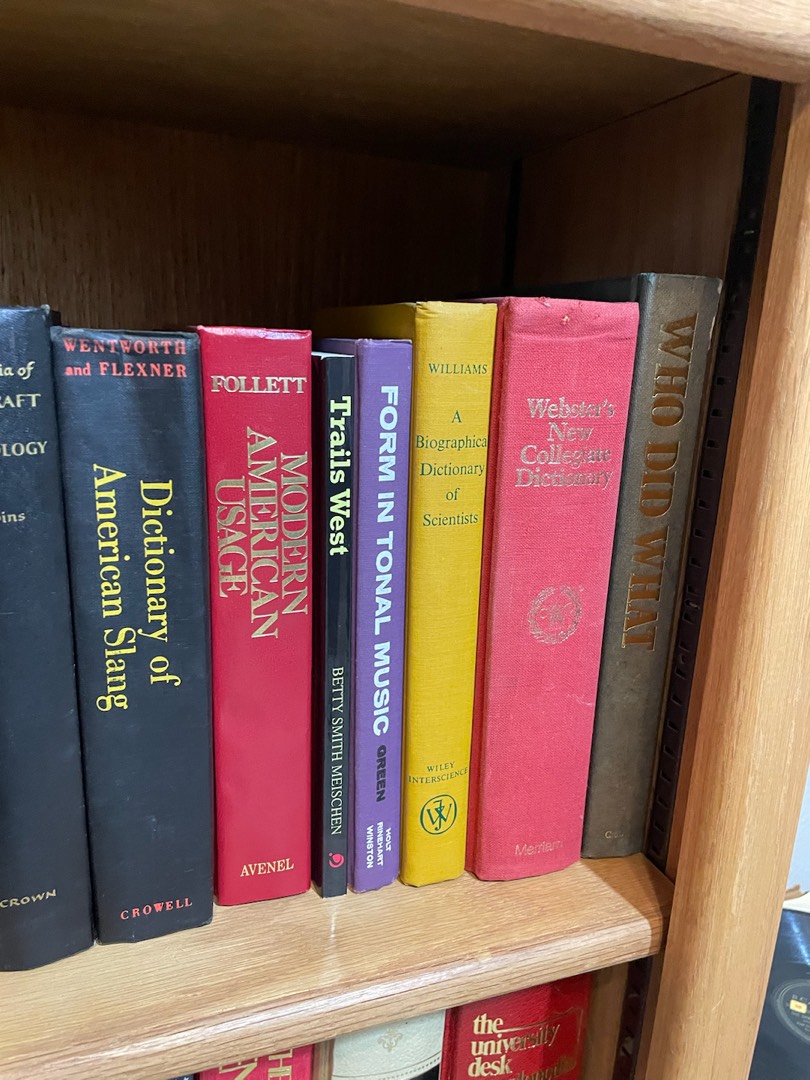 ia of
RAFT
OLOGY
ins
CROWN
WENTWORTH
and FLEXNER
Dictionary of
American Slang
CROWELL
FOLLETT
MODERN
AMERICAN
USAGE
AVENEL
Trails West
BETTY SMITH MEISCHEN
FORM IN TONAL MUSIC
GREEN
HOLT
RINEHART
WINSTON
WILLIAMS
A
Biographical
Dictionary
of
Scientists
WILEY
INTERSCIENCE
Webster's
New
Collegiate
Dictionary
Merriam
WHO DID WHAT
the
university
desk